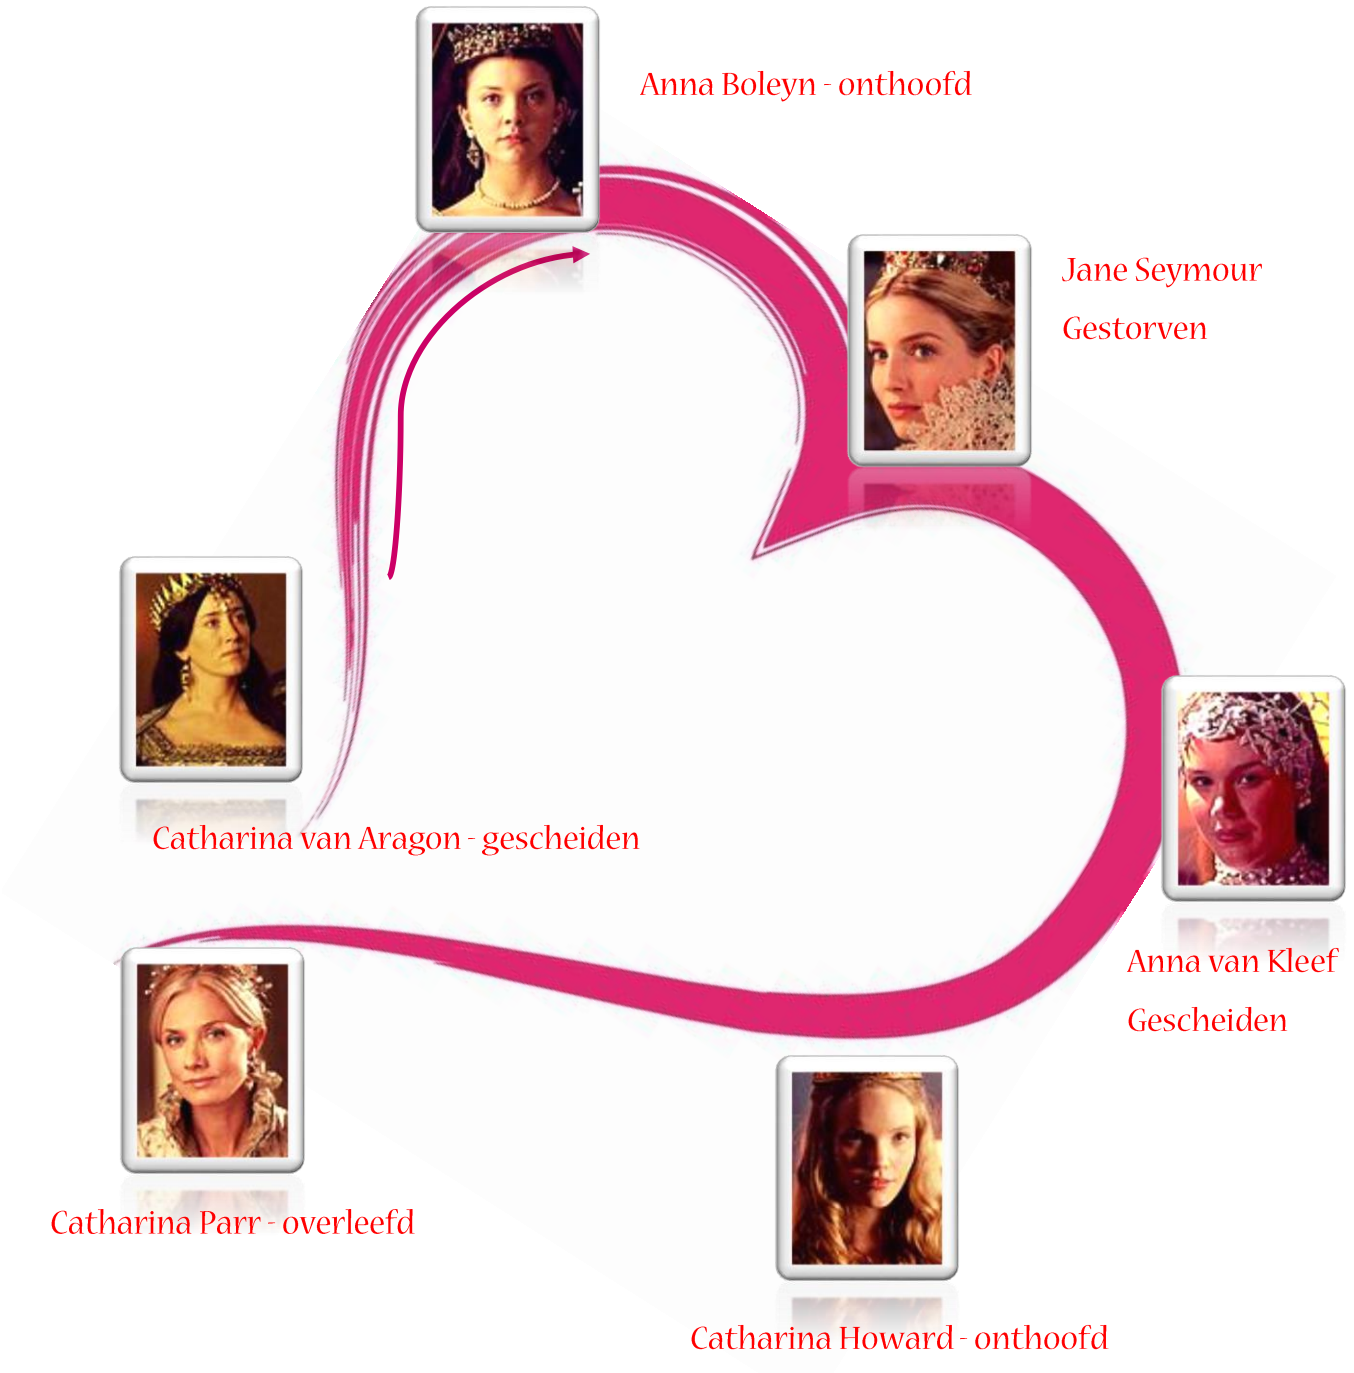 Anna Boleyn - onthoofd
Jane Seymour
Gestorven
Catharina van Aragon - gescheiden
Anna van Kleef
Gescheiden
Catharina Parr - overleefd
Catharina Howard - onthoofd